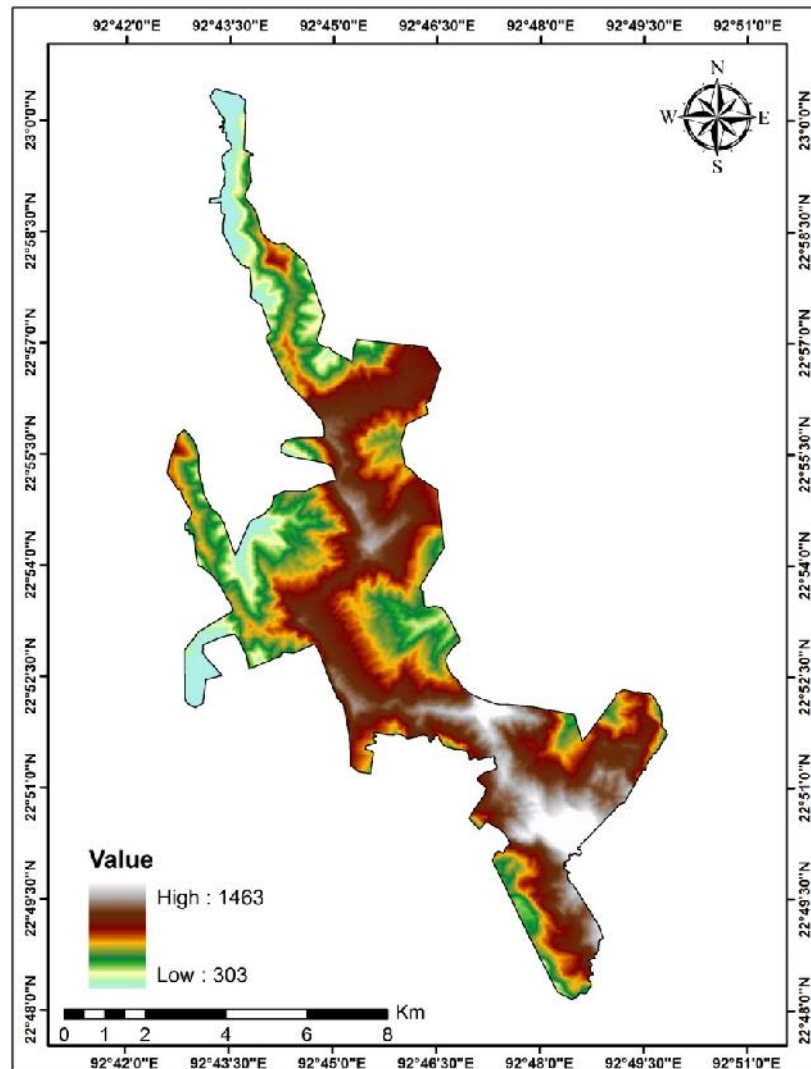 92°42'0"E 92°43'30"E 92°45'0"E 92°46'30"E 92°48'0"E 92°49'30"E 92°51'0"E
N
W E
S
23°0'0"N 23°0'0"N
22°58'30"N 22°58'30"N
22°57'0"N 22°57'0"N
22°55'30"N 22°55'30"N
22°54'0"N 22°54'0"N
22°52'30"N 22°52'30"N
22°51'0"N 22°51'0"N
22°49'30"N 22°49'30"N
22°48'0"N 22°48'0"N
Value
High : 1463
Low : 303
Km
0 1 2 4 6 8
92°42'0"E 92°43'30"E 92°45'0"E 92°46'30"E 92°48'0"E 92°49'30"E 92°51'0"E